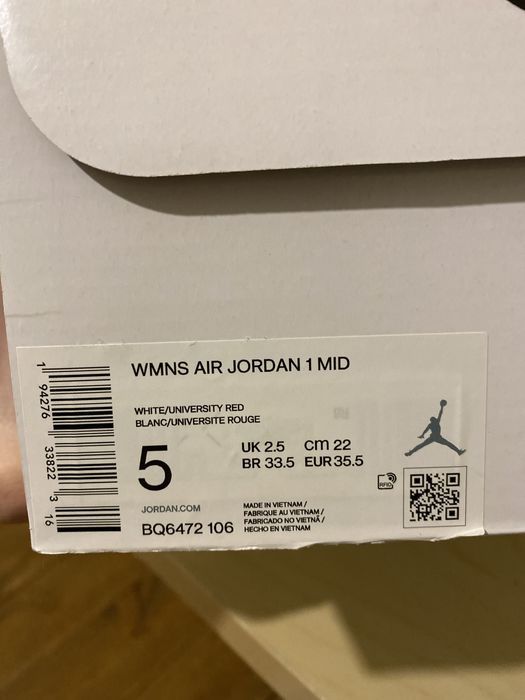 WMNS AIR JORDAN 1 MID
WHITE/UNIVERSITY RED
BLANC/UNIVERSITE ROUGE
5
UK 2.5 cm 22
BR 33.5 EUR 35.5
RFID
JORDAN.COM
BQ6472 106
MADE IN VIETNAM /
FABRIQUE AU VIETNAM /
FABRICADO NO VIETNÃ /
HECHO EN VIETNAM
1 94276 33822 3 16